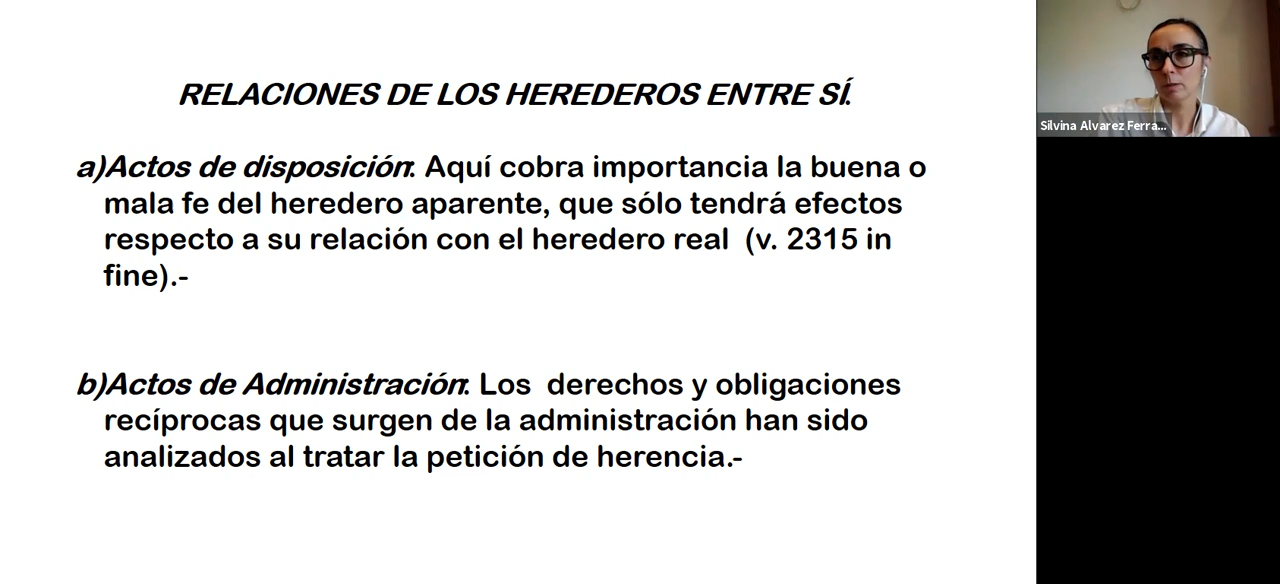 RELACIONES DE LOS HEREDEROS ENTRE SÍ.
a)Actos de disposición: Aquí cobra importancia la buena o
mala fe del heredero aparente, que sólo tendrá efectos
respecto a su relación con el heredero real (v. 2315 in
fine).-
b)Actos de Administración: Los derechos y obligaciones
recíprocas que surgen de la administración han sido
analizados al tratar la petición de herencia.-
Silvina Alvarez Ferra...